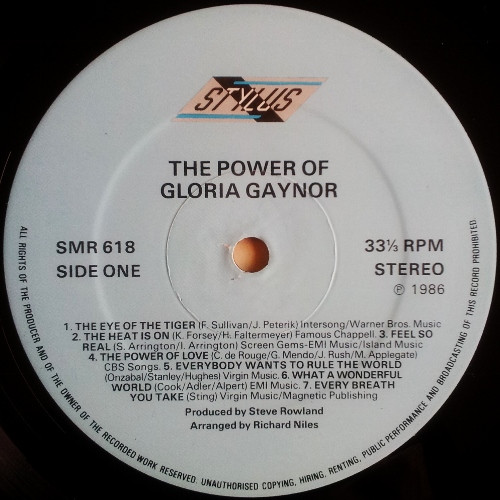 STYLUS
THE POWER OF
GLORIA GAYNOR
SMR 618
SIDE ONE
33⅓ RPM
STEREO
℗ 1986
1. THE EYE OF THE TIGER (F. Sullivan/J. Peterik) Intersong/Warner Bros. Music
2. THE HEAT IS ON (K. Forsey/H. Faltermeyer) Famous Chappell. 3. FEEL SO
REAL (S. Arrington/I. Arrington) Screen Gems-EMI Music/Island Music
4. THE POWER OF LOVE (C. de Rouge/G. Mendo/J. Rush/M. Applegate)
CBS Songs. 5. EVERYBODY WANTS TO RULE THE WORLD
(Onzabal/Stanley/Hughes) Virgin Music. 6. WHAT A WONDERFUL
WORLD (Cook/Adler/Alpert) EMI Music. 7. EVERY BREATH
YOU TAKE (Sting) Virgin Music/Magnetic Publishing
Produced by Steve Rowland
Arranged by Richard Niles
ALL RIGHTS OF THE PRODUCER AND OF THE OWNER OF THE RECORDED WORK RESERVED. UNAUTHORISED COPYING, HIRING, RENTING, PUBLIC PERFORMANCE AND BROADCASTING OF THIS RECORD PROHIBITED.